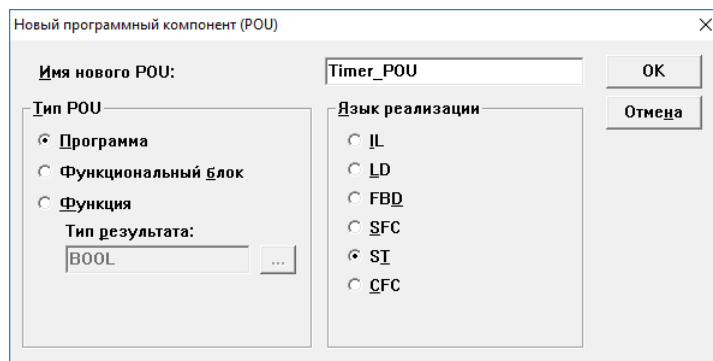 Новый программный компонент (POU)
Имя нового POU:
Timer_POU
OK
Отмена
Тип POU
Программа
Функциональный блок
Функция
Тип результата:
BOOL
...
Язык реализации
IL
LD
FBD
SFC
ST
CFC